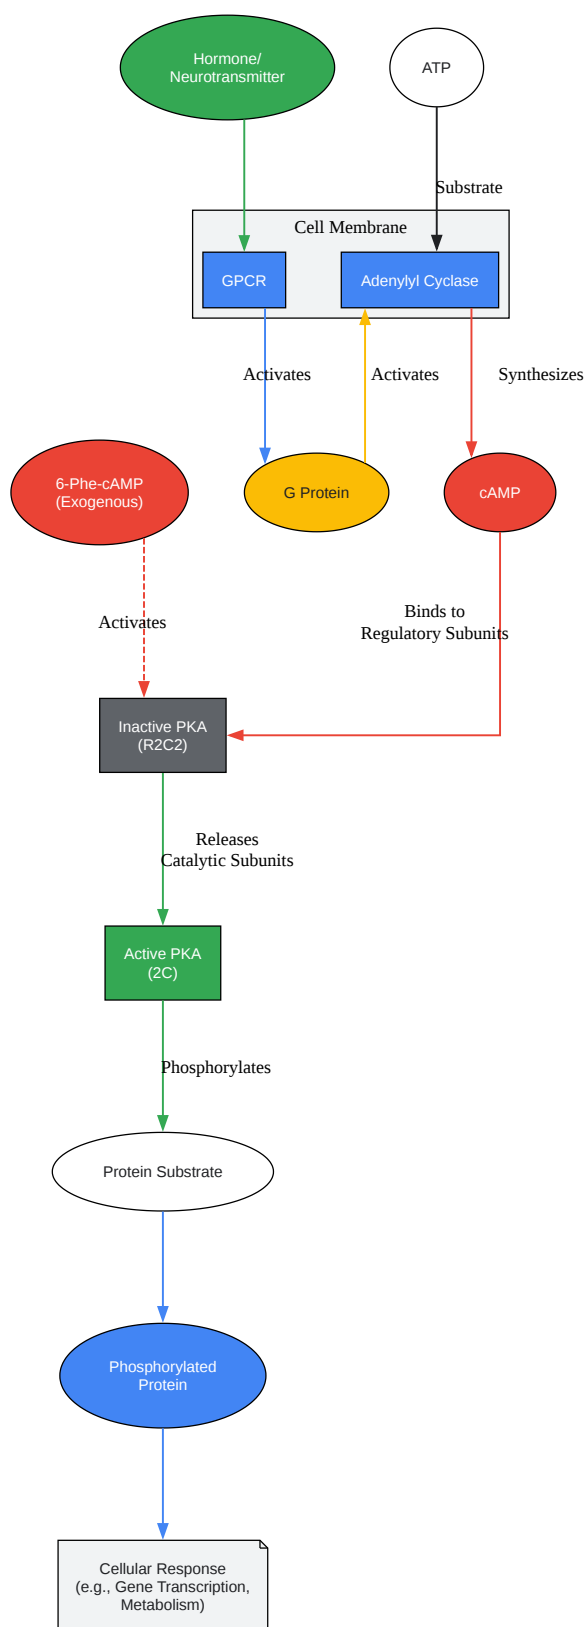 Hormone/
Neurotransmitter
ATP
Substrate
Cell Membrane
GPCR
Adenylyl Cyclase
Activates
Activates
Synthesizes
6-Phe-cAMP
(Exogenous)
G Protein
cAMP
Binds to
Regulatory Subunits
Activates
Inactive PKA
(R2C2)
Releases
Catalytic Subunits
Active PKA
(2C)
Phosphorylates
Protein Substrate
Phosphorylated
Protein
Cellular Response
(e.g., Gene Transcription,
Metabolism)